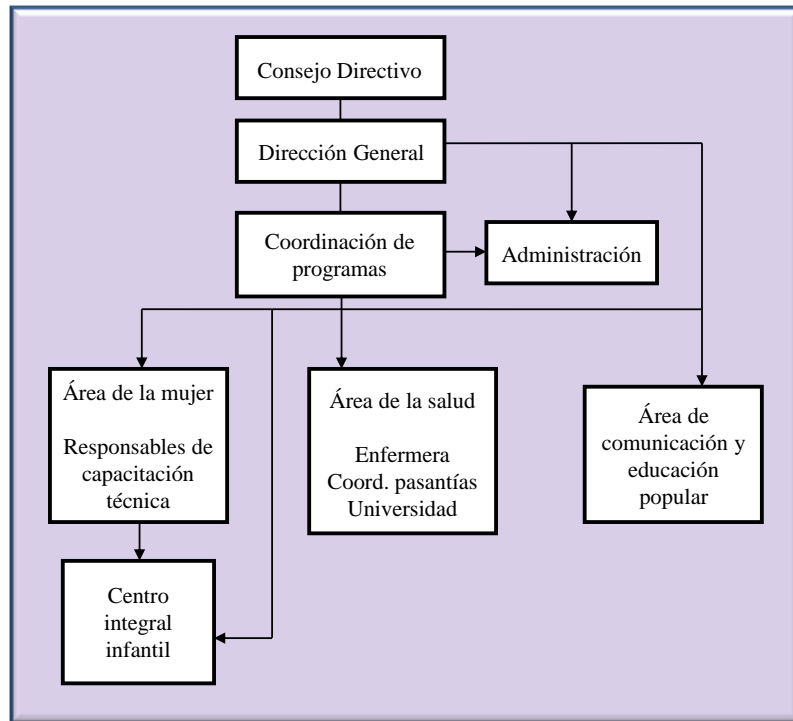 Consejo Directivo
Dirección General
Coordinación de
programas
Administración
Área de la mujer
Responsables de
capacitación
técnica
Área de la salud
Enfermera
Coord. pasantías
Universidad
Área de
comunicación y
educación
popular
Centro
integral
infantil